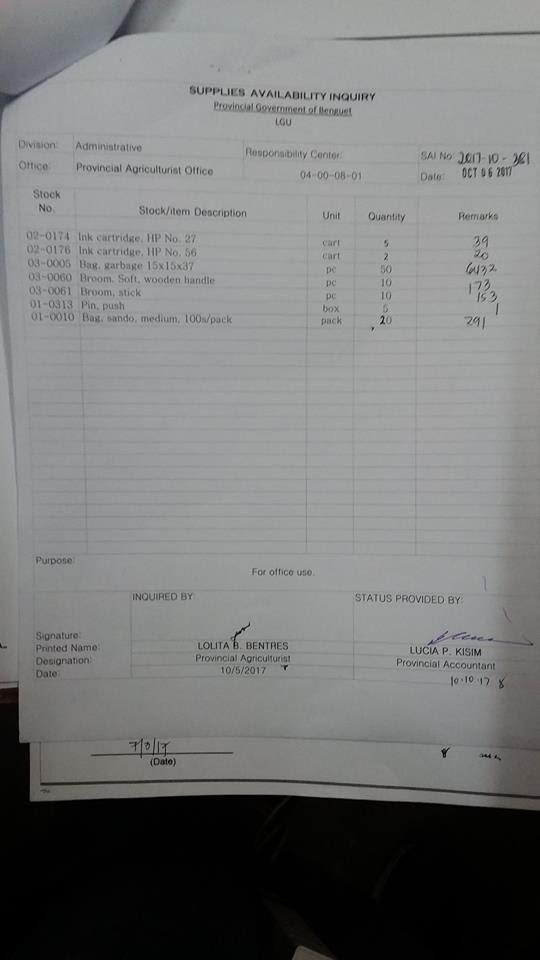 SUPPLIES AVAILABILITY INQUIRY
Provincial Government of Benguet
LGU
Division: Administrative Responsibility Center: SAI No: 2017-10-281
Office: Provincial Agriculturist Office 04-00-08-01 Date: OCT 06 2017
Stock No. Stock/item Description Unit Quantity Remarks
02-0174 Ink cartridge, HP No. 27 cart 5 39
02-0176 Ink cartridge, HP No. 56 cart 2 20
03-0005 Bag, garbage 15x15x37 pc 50 6432
03-0060 Broom, Soft, wooden handle pc 10 173
03-0061 Broom, stick pc 10 153
01-0313 Pin, push box 5 1
01-0010 Bag, sando, medium, 100s/pack pack 20 291
Purpose:
For office use.
INQUIRED BY: STATUS PROVIDED BY:
Signature:
Printed Name: LOLITA B. BENTRES LUCIA P. KISIM
Designation: Provincial Agriculturist Provincial Accountant
Date: 10/5/2017 10-10-17
(Date)